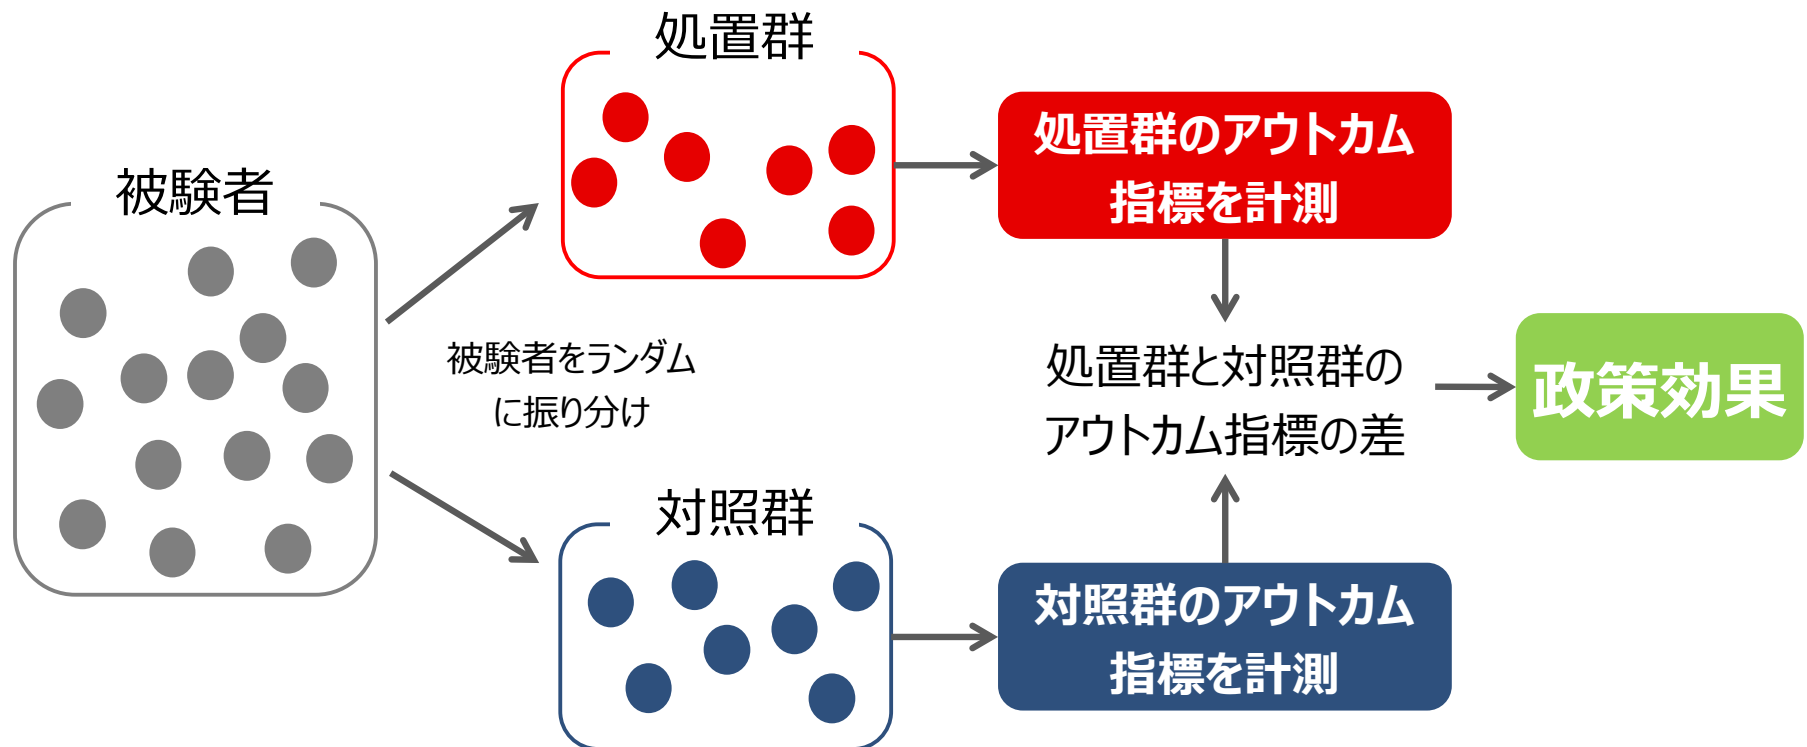 被験者
被験者をランダム
に振り分け
処置群
処置群のアウトカム
指標を計測
対照群
対照群のアウトカム
指標を計測
処置群と対照群の
アウトカム指標の差
政策効果